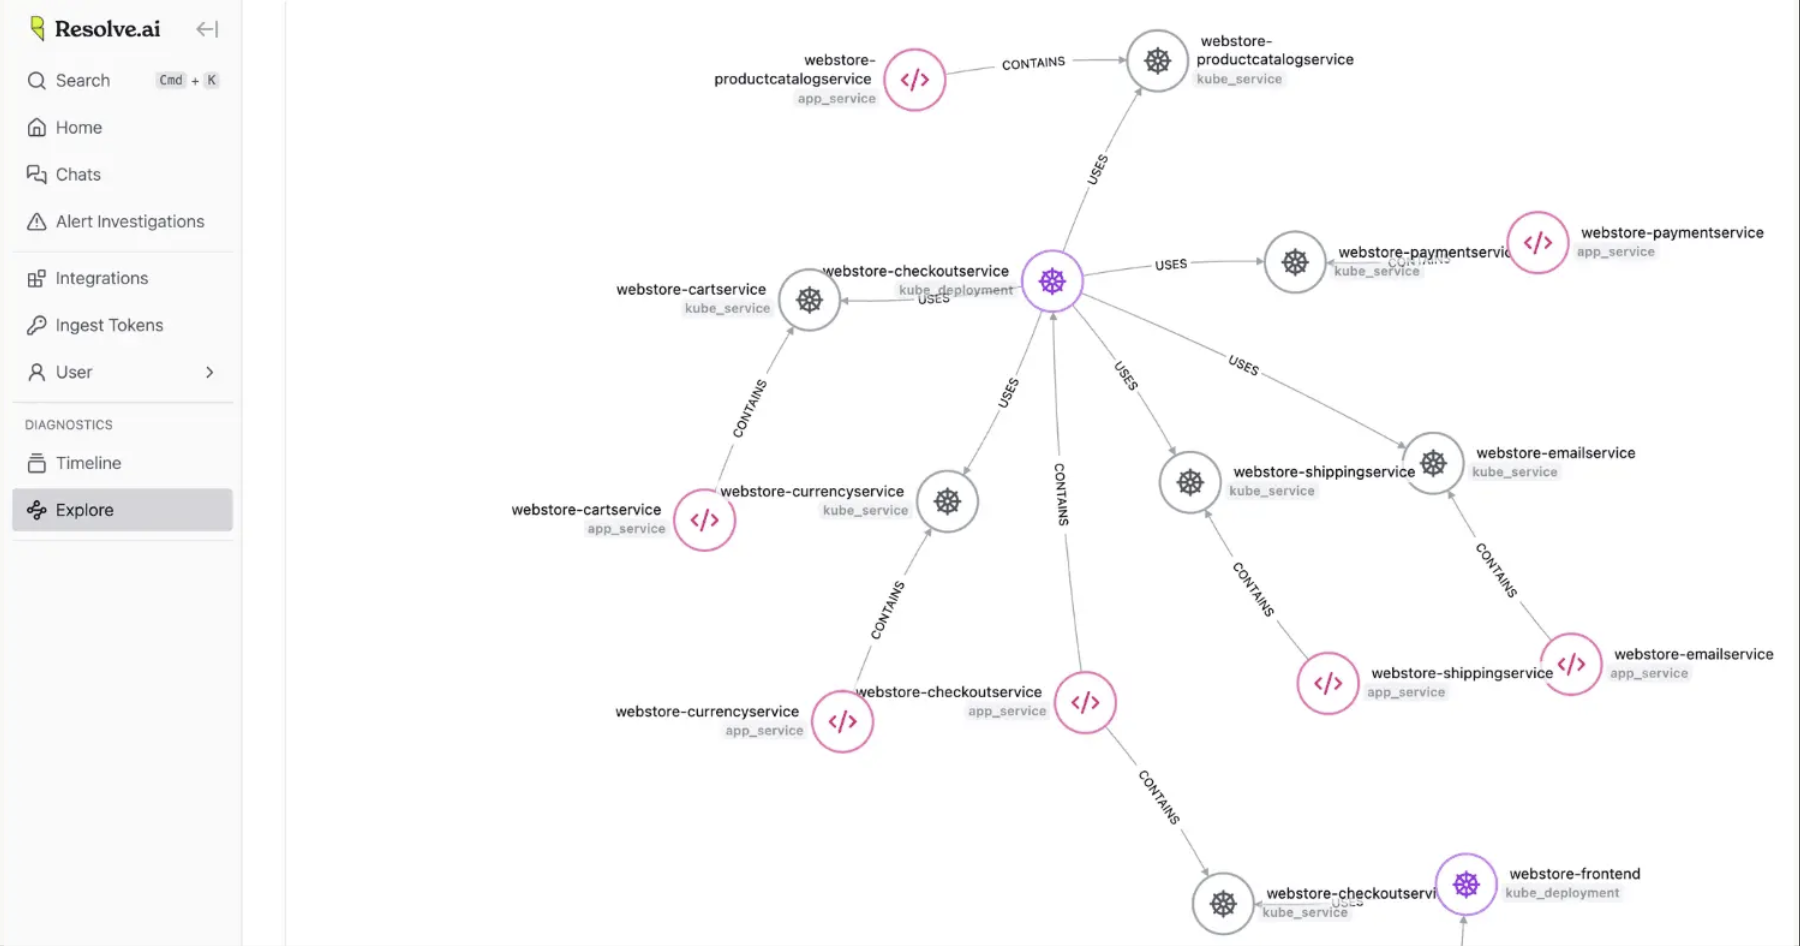 Resolve.ai
Search
Cmd + K
Home
Chats
Alert Investigations
Integrations
Ingest Tokens
User
DIAGNOSTICS
Timeline
Explore
webstore-
productcatalogservice
app_service
CONTAINS
webstore-
productcatalogservice
kube_service
USES
webstore-checkoutservice
kube_deployment
USES
webstore-paymentservic
kube_service
CONTAINS
webstore-paymentservice
app_service
webstore-cartservice
kube_service
USES
CONTAINS
USES
USES
USES
CONTAINS
webstore-cartservice
app_service
webstore-currencyservice
kube_service
webstore-shippingservice
kube_service
webstore-emailservice
kube_service
CONTAINS
CONTAINS
CONTAINS
webstore-currencyservice
app_service
webstore-checkoutservice
app_service
webstore-shippingservice
app_service
webstore-emailservice
app_service
CONTAINS
webstore-checkoutservi
kube_service
USES
webstore-frontend
kube_deployment